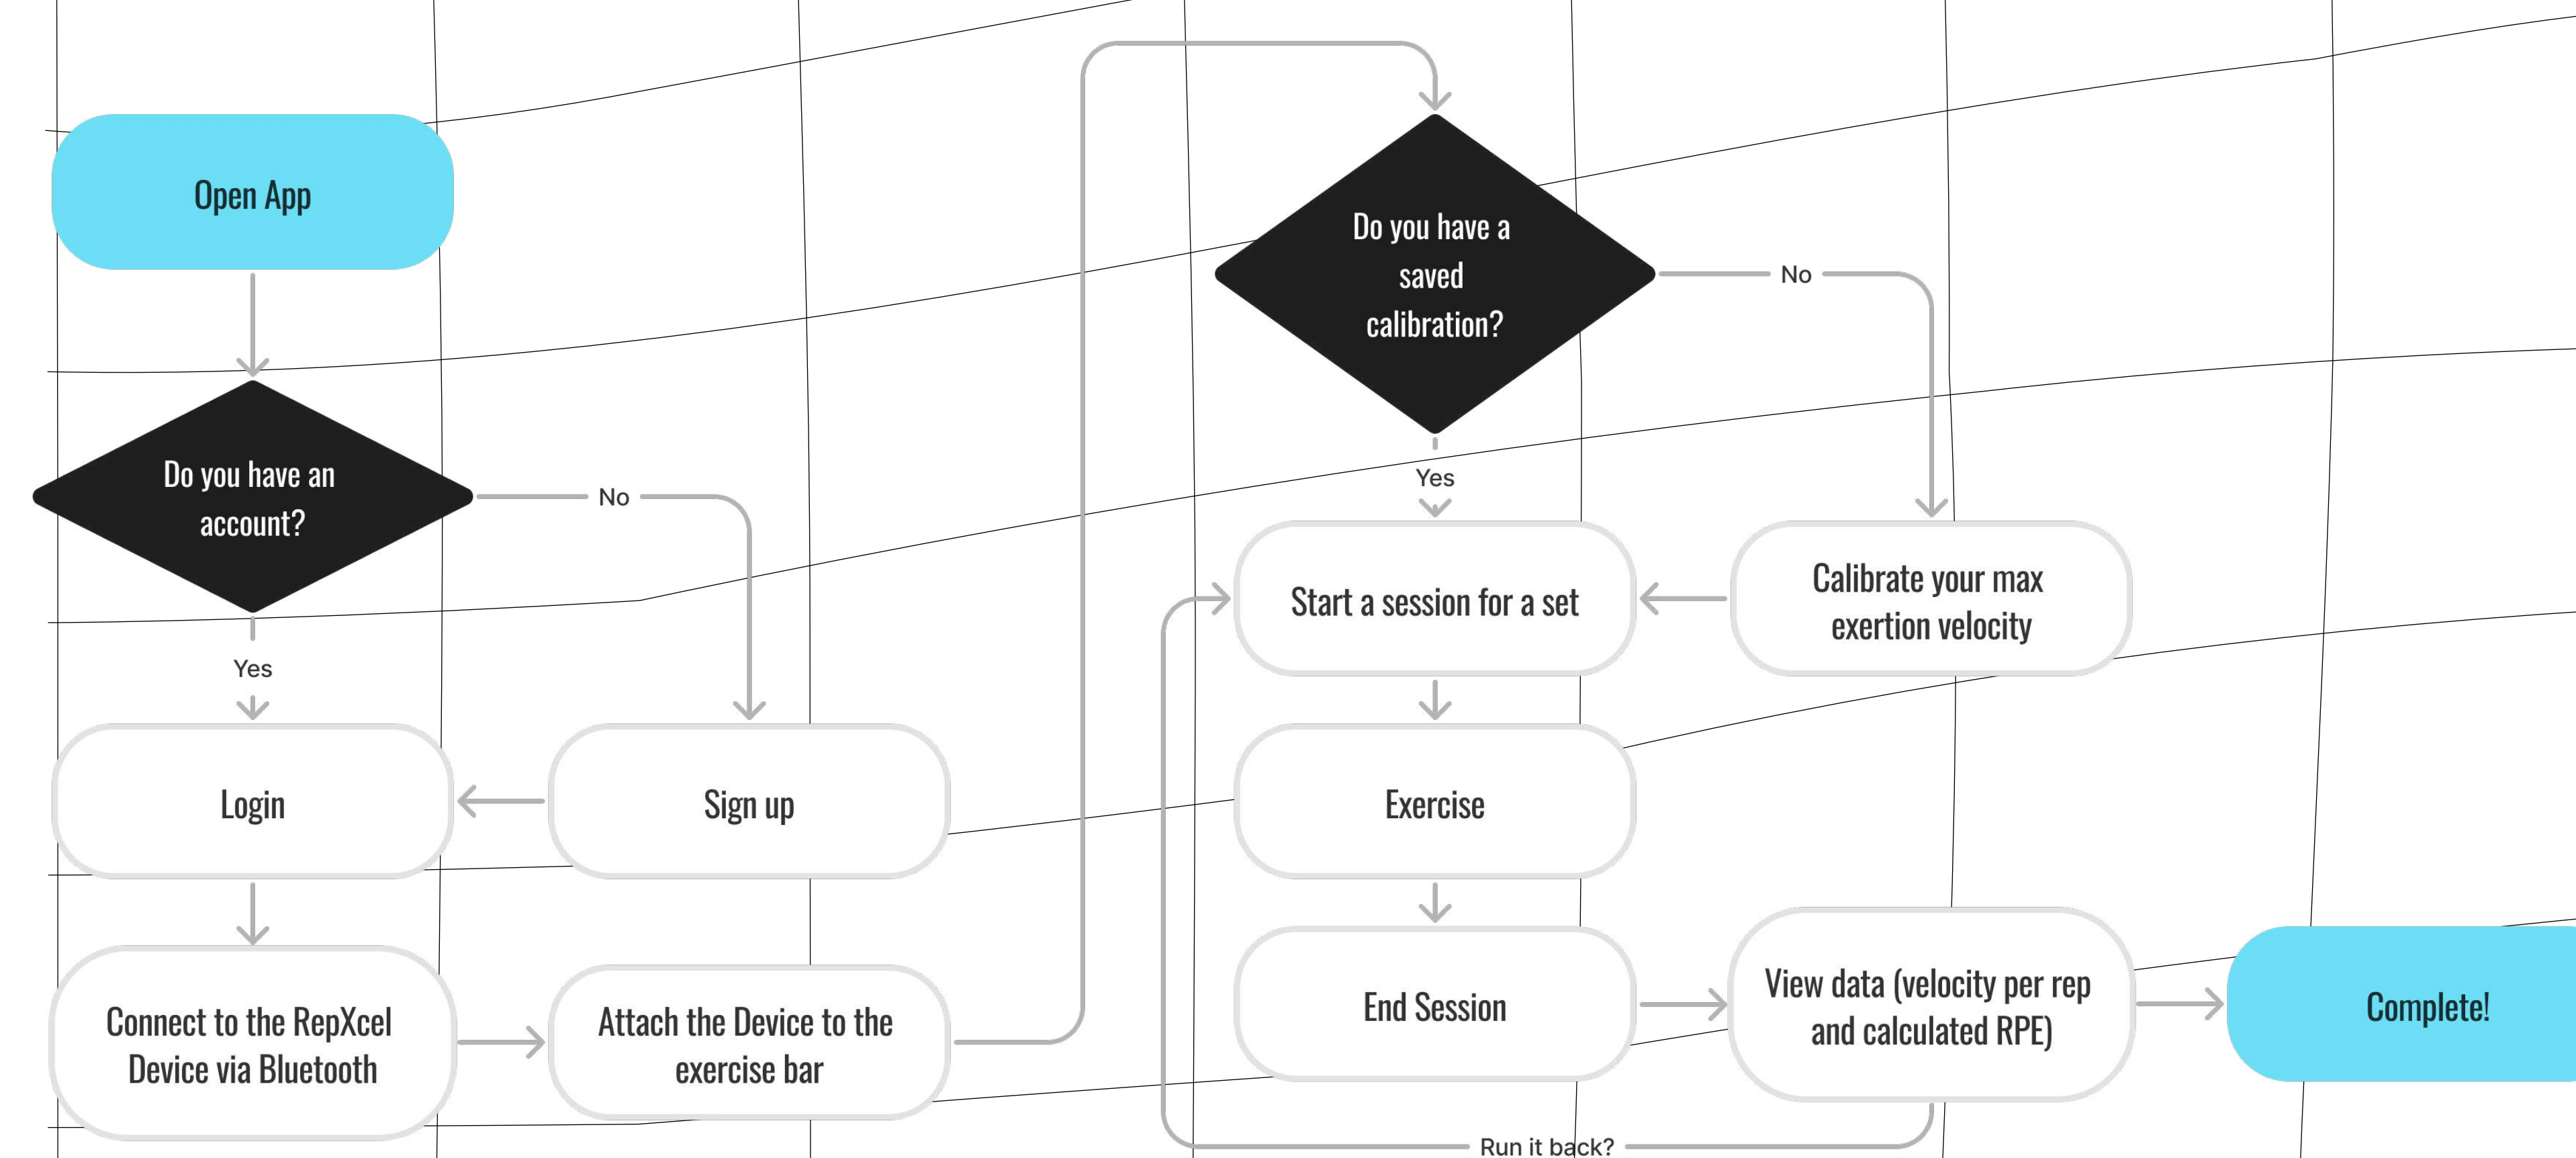 Open App
Do you have an
account?
No
Yes
Login
Sign up
Connect to the RepXcel
Device via Bluetooth
Attach the Device to the
exercise bar
Do you have a
saved
calibration?
No
Yes
Start a session for a set
Calibrate your max
exertion velocity
Exercise
End Session
View data (velocity per rep
and calculated RPE)
Complete!
Run it back?